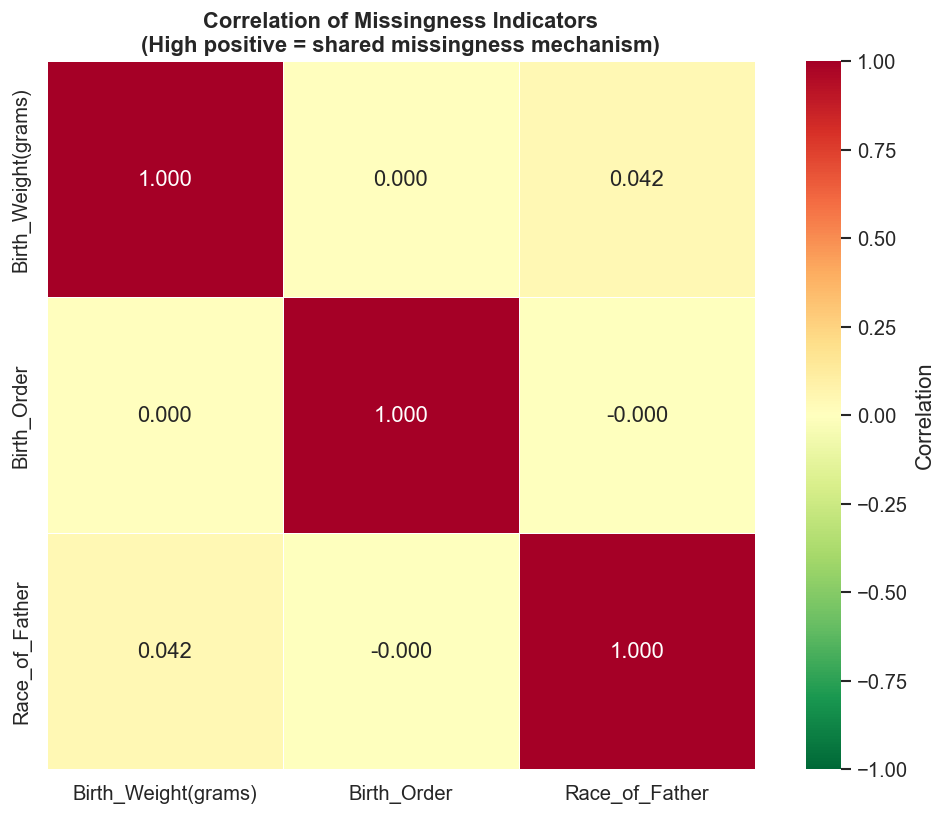 Correlation of Missingness Indicators
(High positive = shared missingness mechanism)
Birth_Weight(grams)
1.000
0.000
0.042
Birth_Order
0.000
1.000
-0.000
Race_of_Father
0.042
-0.000
1.000
Birth_Weight(grams)
Birth_Order
Race_of_Father
1.00
0.75
0.50
0.25
0.00
−0.25
−0.50
−0.75
−1.00
Correlation